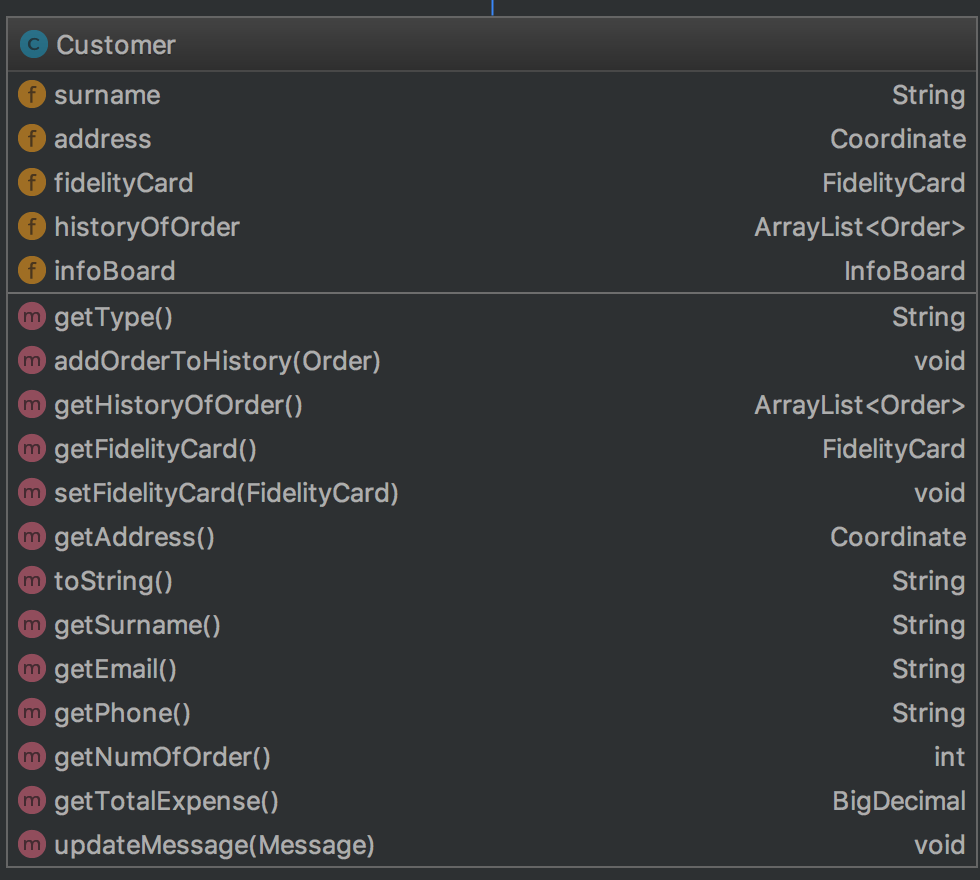 C Customer
f surname String
f address Coordinate
f fidelityCard FidelityCard
f historyOfOrder ArrayList<Order>
f infoBoard InfoBoard
m getType() String
m addOrderToHistory(Order) void
m getHistoryOfOrder() ArrayList<Order>
m getFidelityCard() FidelityCard
m setFidelityCard(FidelityCard) void
m getAddress() Coordinate
m toString() String
m getSurname() String
m getEmail() String
m getPhone() String
m getNumOfOrder() int
m getTotalExpense() BigDecimal
m updateMessage(Message) void